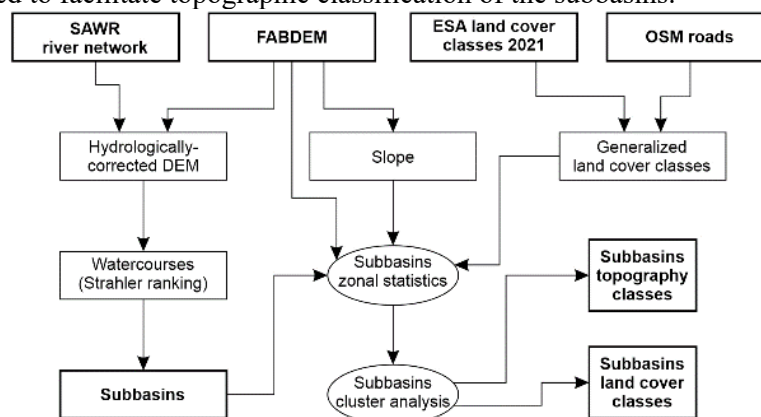 ed to facilitate topographic classification of the subbasins.
SAWR
river network
FABDEM
ESA land cover
classes 2021
OSM roads
Hydrologically-
corrected DEM
Slope
Generalized
land cover classes
Watercourses
(Strahler ranking)
Subbasins
zonal statistics
Subbasins
topography
classes
Subbasins
Subbasins
cluster analysis
Subbasins
land cover
classes